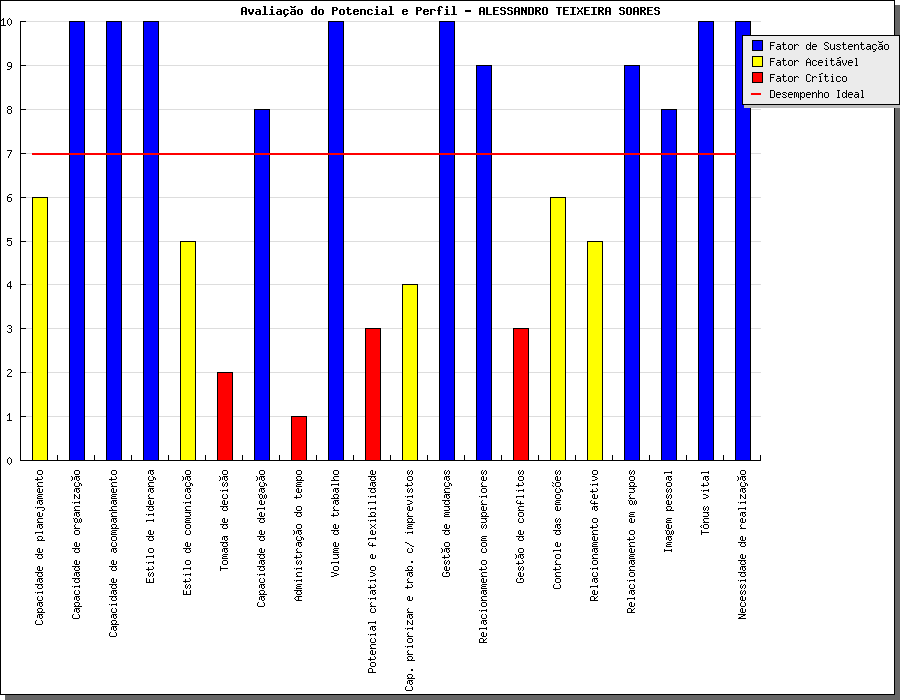 Avaliação do Potencial e Perfil - ALESSANDRO TEIXEIRA SOARES
Fator de Sustentação
Fator Aceitável
Fator Crítico
Desempenho Ideal
10
9
8
7
6
5
4
3
2
1
0
Capacidade de planejamento
Capacidade de organização
Capacidade de acompanhamento
Estilo de liderança
Estilo de comunicação
Tomada de decisão
Capacidade de delegação
Administração do tempo
Volume de trabalho
Potencial criativo e flexibilidade
Cap. priorizar e trab. c/ imprevistos
Gestão de mudanças
Relacionamento com superiores
Gestão de conflitos
Controle das emoções
Relacionamento afetivo
Relacionamento em grupos
Imagem pessoal
Tônus vital
Necessidade de realização